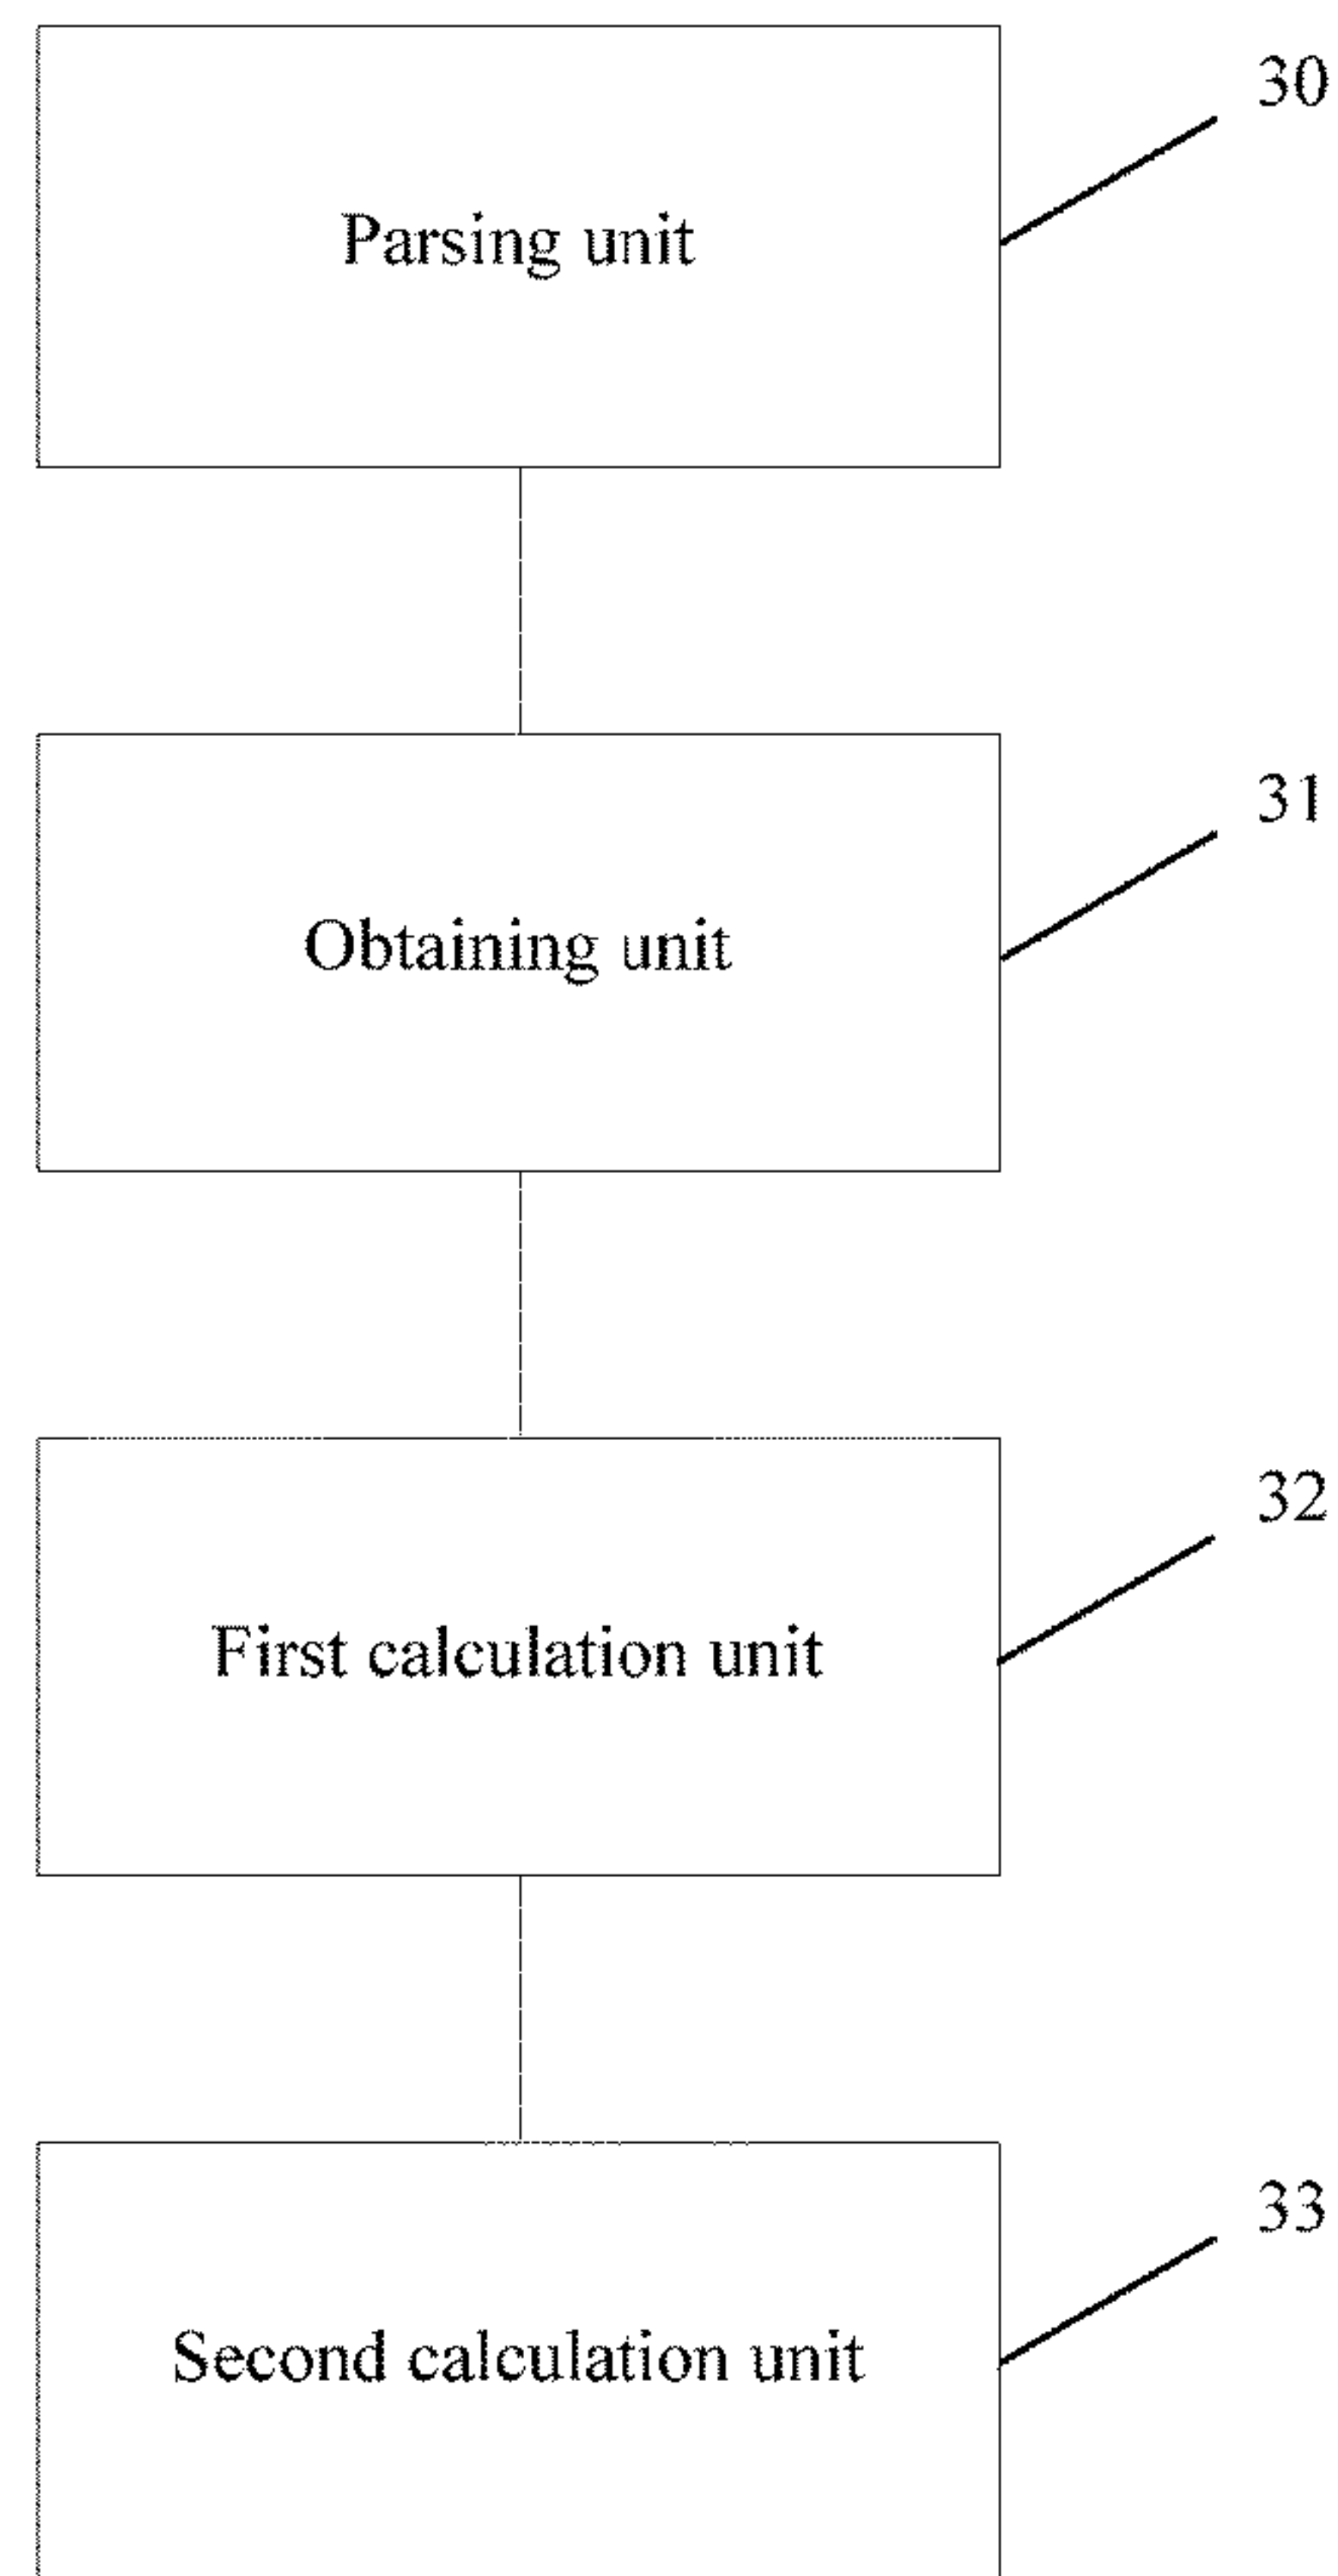 30
Parsing unit
31
Obtaining unit
32
First calculation unit
33
Second calculation unit